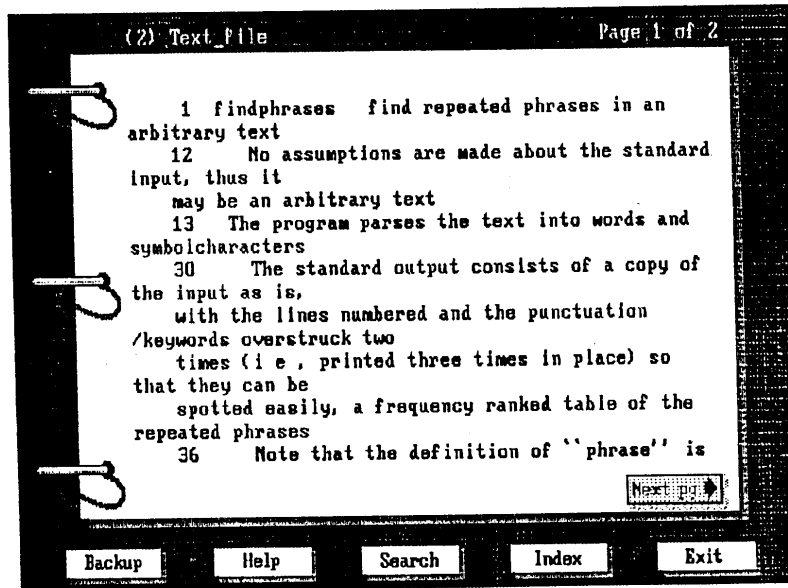 (2) Text_File
Page 1 of 2
1 findphrases find repeated phrases in an
arbitrary text
12 No assumptions are made about the standard
input, thus it
may be an arbitrary text
13 The program parses the text into words and
symbolcharacters
30 The standard output consists of a copy of
the input as is,
with the lines numbered and the punctuation
/keywords overstruck two
times (i e , printed three times in place) so
that they can be
spotted easily, a frequency ranked table of the
repeated phrases
36 Note that the definition of ``phrase'' is
Next pg
Backup
Help
Search
Index
Exit